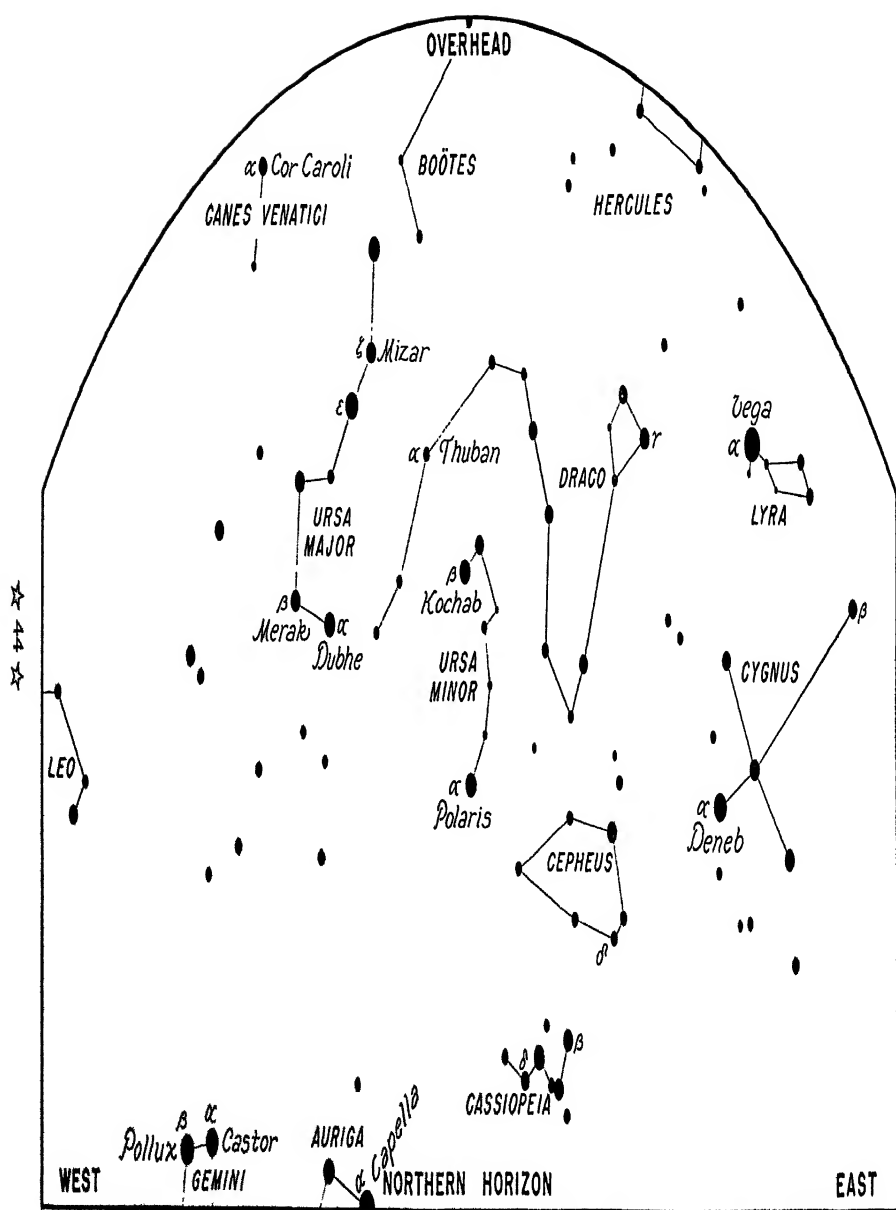 OVERHEAD
α Cor Caroli
BOÖTES
CANES VENATICI
HERCULES
ζ Mizar
ε
Vega
α
α Thuban
γ
DRACO
URSA
MAJOR
LYRA
β
Kochab
β
Merak
α
Dubhe
β
☆ 44 ☆
URSA
MINOR
CYGNUS
LEO
α
Polaris
α
Deneb
CEPHEUS
δ
δ
β
CASSIOPEIA
β
Pollux
α
Castor
AURIGA
α Capella
WEST
GEMINI
NORTHERN HORIZON
EAST